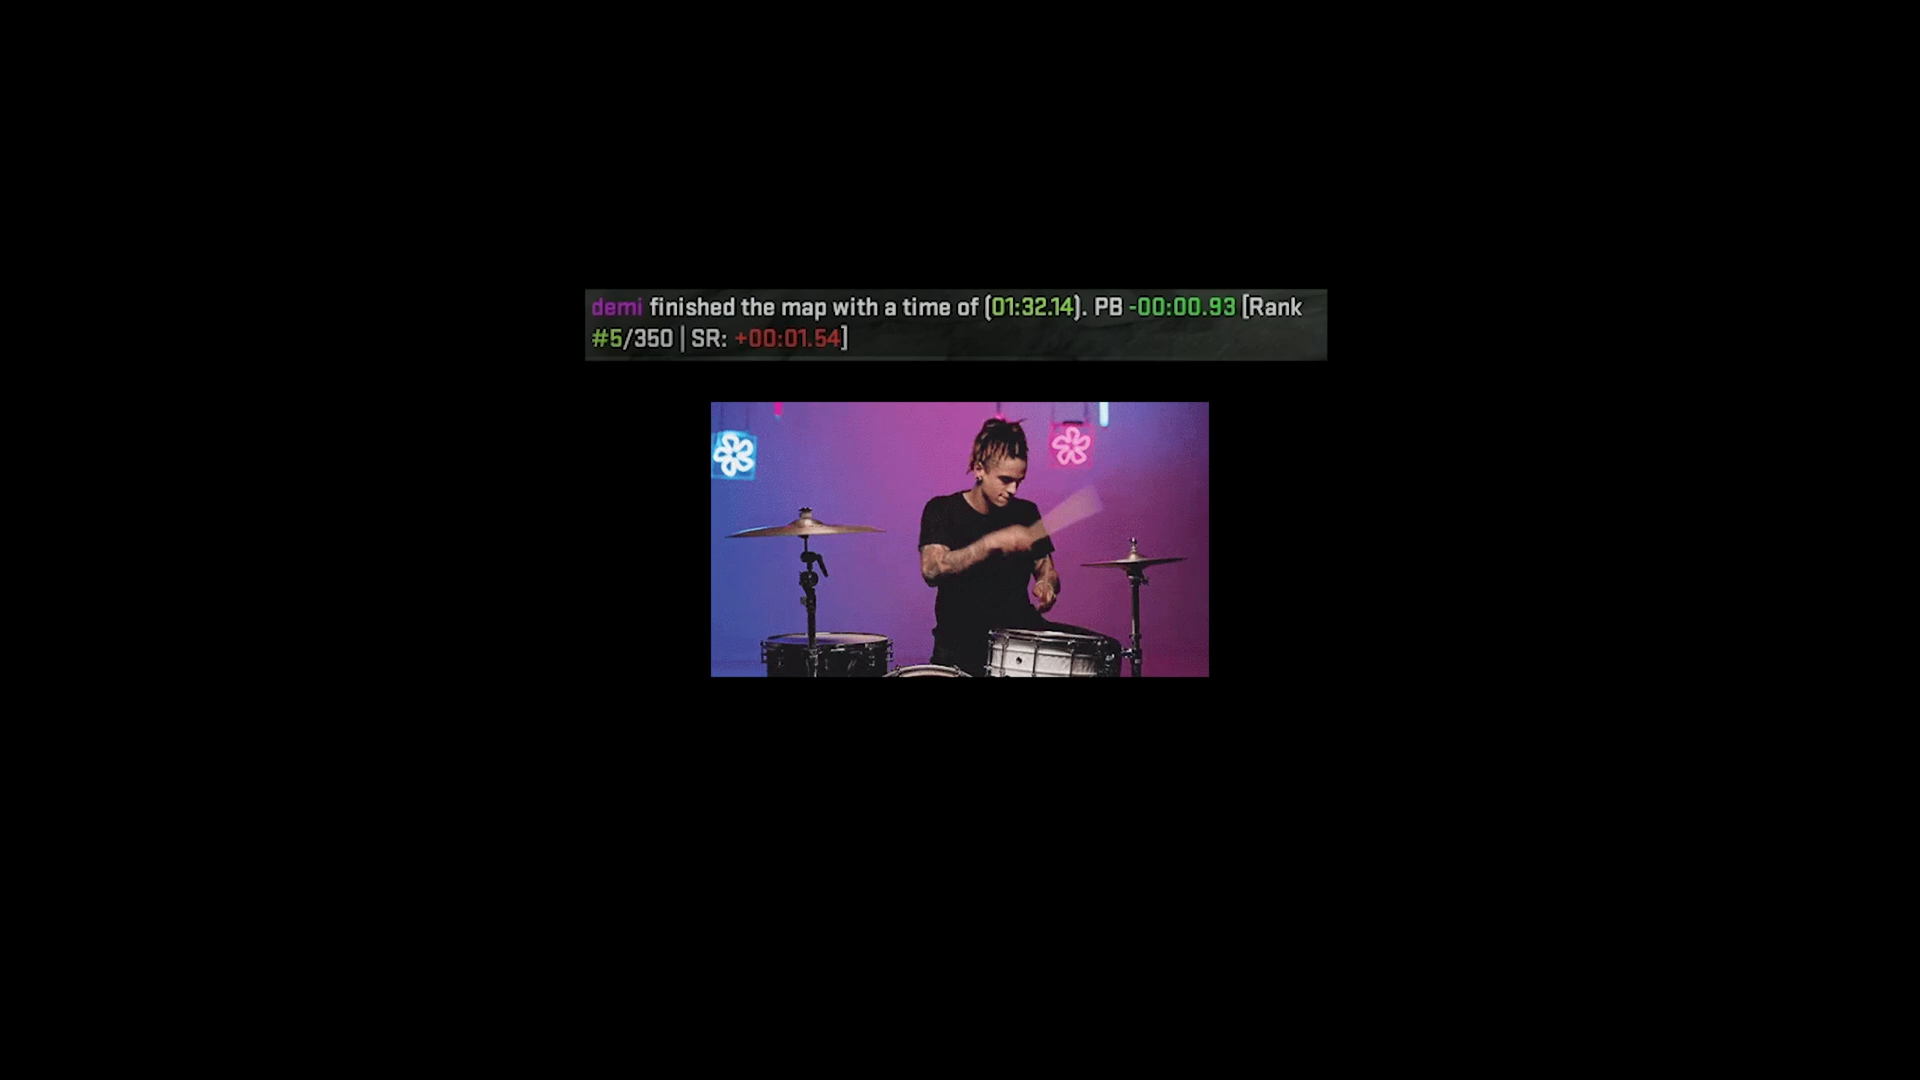 demi finished the map with a time of (01:32.14). PB -00:00.93 [Rank
#5/350 | SR: +00:01.54]